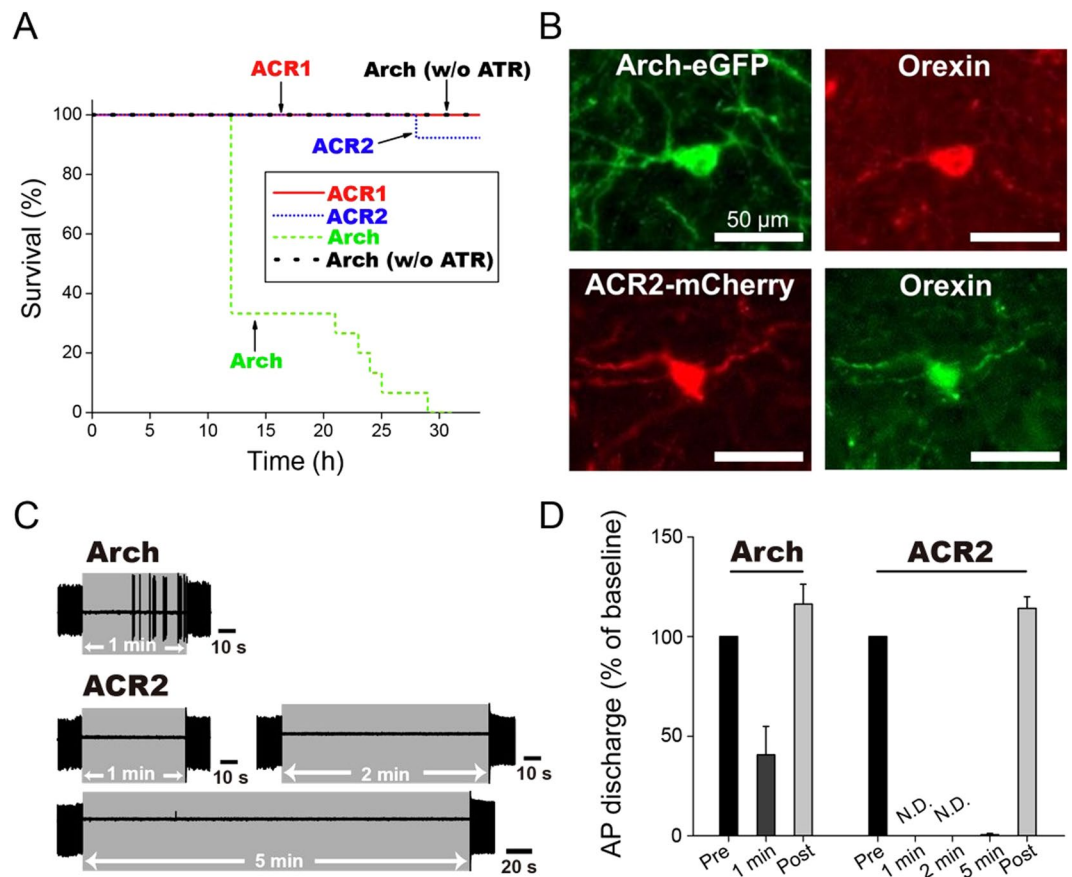 A
ACR1
Arch (w/o ATR)
ACR2
ACR1
ACR2
Arch
Arch (w/o ATR)
Arch
Survival (%)
100
80
60
40
20
0
0 5 10 15 20 25 30
Time (h)
B
Arch-eGFP
Orexin
50 µm
ACR2-mCherry
Orexin
C
Arch
1 min
10 s
ACR2
1 min
10 s
2 min
10 s
5 min
20 s
D
AP discharge (% of baseline)
150
100
50
0
Arch
ACR2
N.D.
N.D.
Pre 1 min Post Pre 1 min 2 min 5 min Post